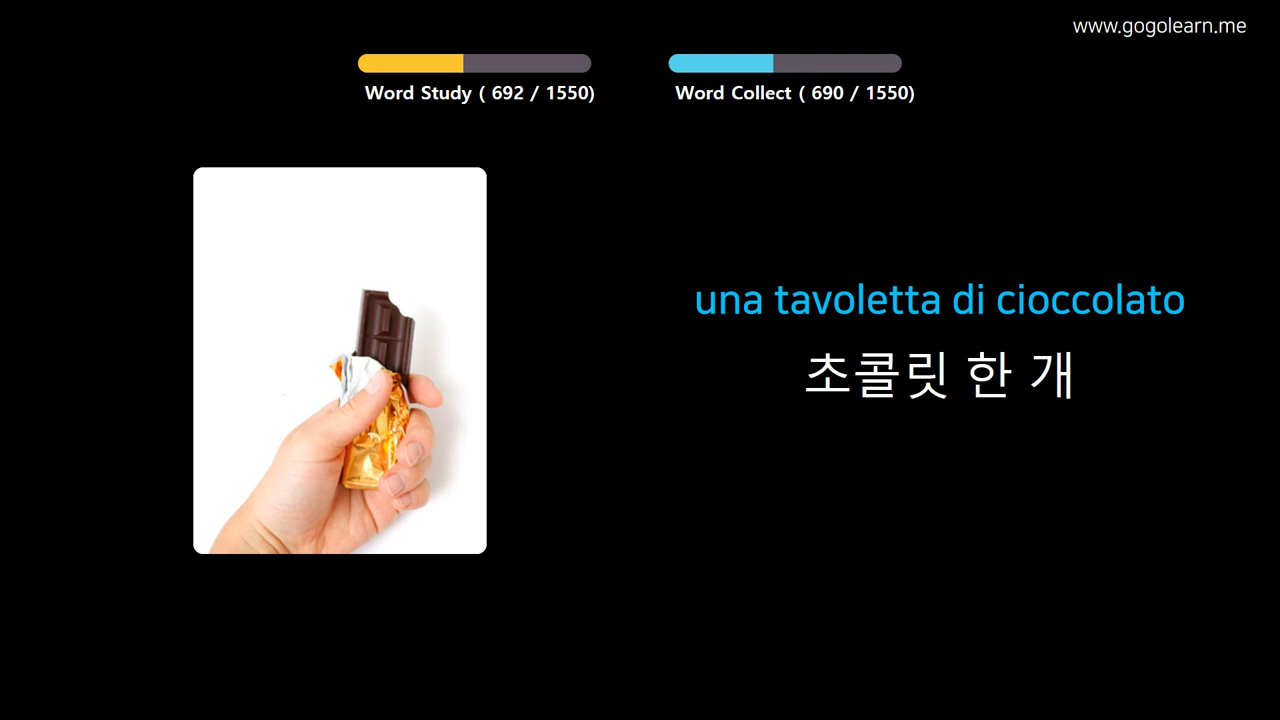 www.gogolearn.me
Word Study ( 692 / 1550)
Word Collect ( 690 / 1550)
una tavoletta di cioccolato
초콜릿 한 개